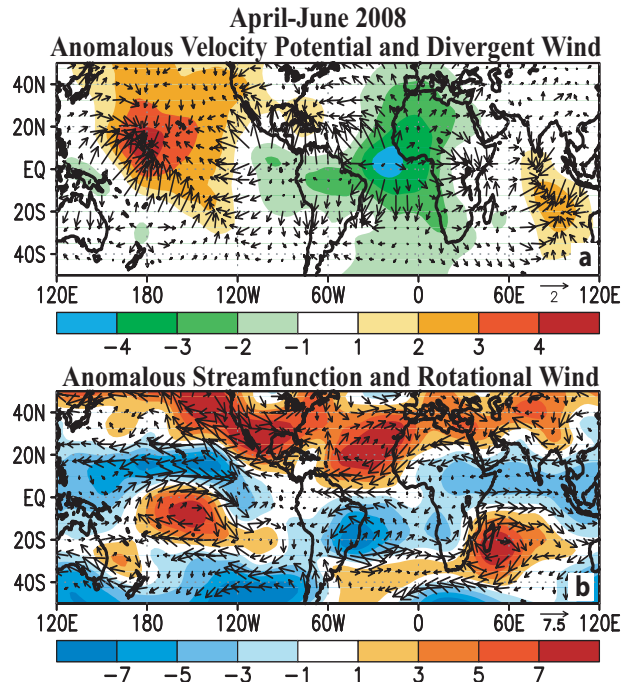 April-June 2008
Anomalous Velocity Potential and Divergent Wind
40N
20N
EQ
20S
40S
a
120E 180 120W 60W 0 60E 120E
2
-4 -3 -2 -1 1 2 3 4
Anomalous Streamfunction and Rotational Wind
40N
20N
EQ
20S
40S
b
120E 180 120W 60W 0 60E 120E
7.5
-7 -5 -3 -1 1 3 5 7